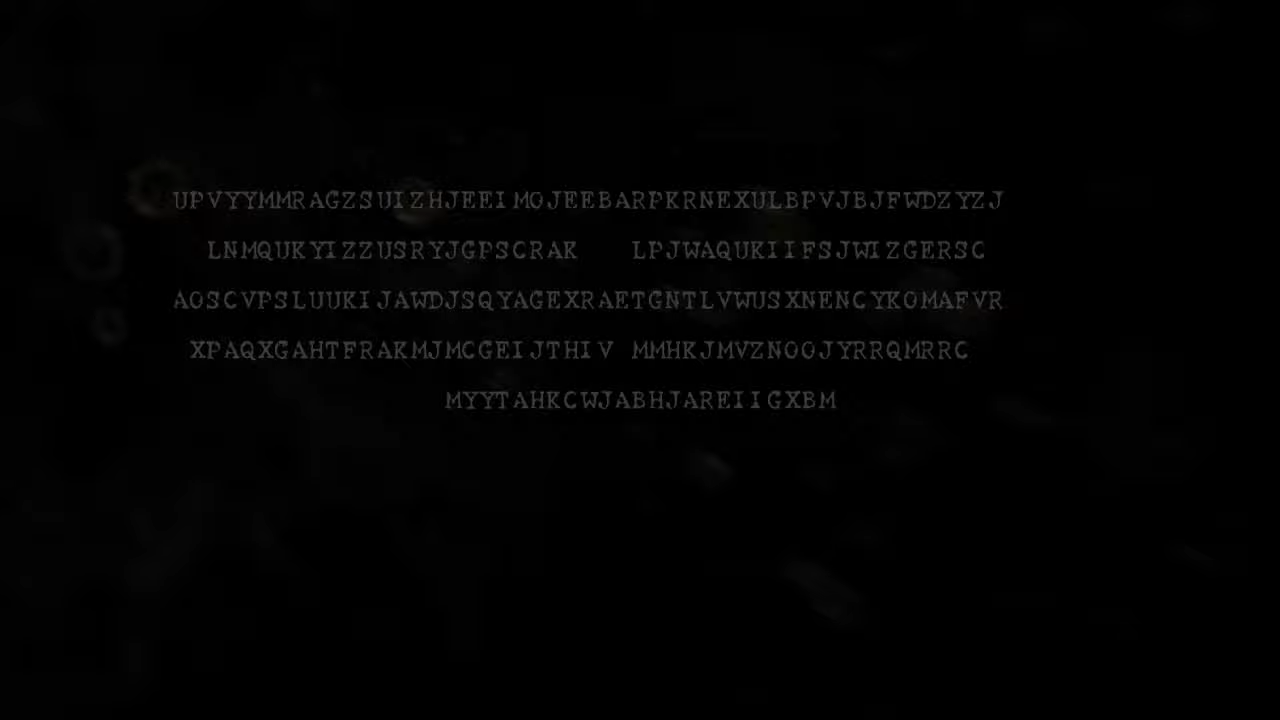 UPVYYMMRAGZSUIZHJEEIMOJEEBARPKRNEXULBPVJBJFWDZYZJ
LNMQUKYIZZUSRYJGPSCRAK LPJWAQUKIIFSJWIZGERSC
AOSCVPSLUUKIJAWDJSQYAGEXRAETGNTLVWUSXNENCYKOMAFVR
XPAQXGAHTFRAKMJMCGEIJTHIV MMHKJMVZNOOJYRRQMRRC
MYYTAHKCWJABHJAREIIGXBM